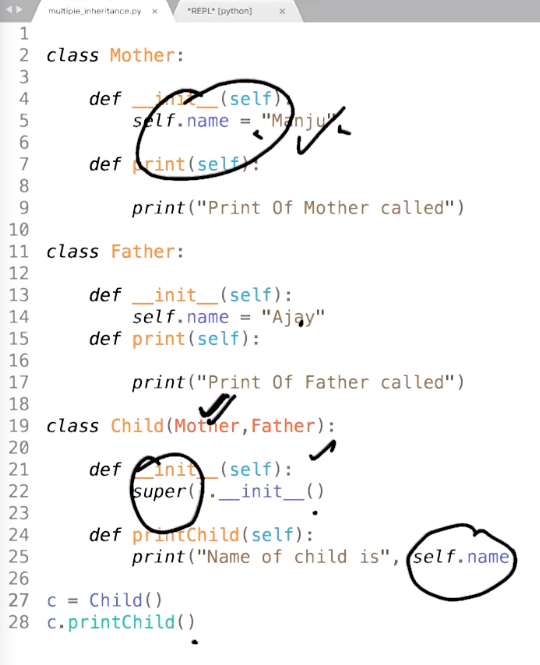 multiple_inheritance.py × *REPL* [python] ×
1
2 class Mother:
3
4 def __init__(self):
5 self.name = "Manju"
6
7 def print(self):
8
9 print("Print Of Mother called")
10
11 class Father:
12
13 def __init__(self):
14 self.name = "Ajay"
15 def print(self):
16
17 print("Print Of Father called")
18
19 class Child(Mother,Father):
20
21 def __init__(self):
22 super().__init__()
23
24 def printChild(self):
25 print("Name of child is", self.name
26
27 c = Child()
28 c.printChild()